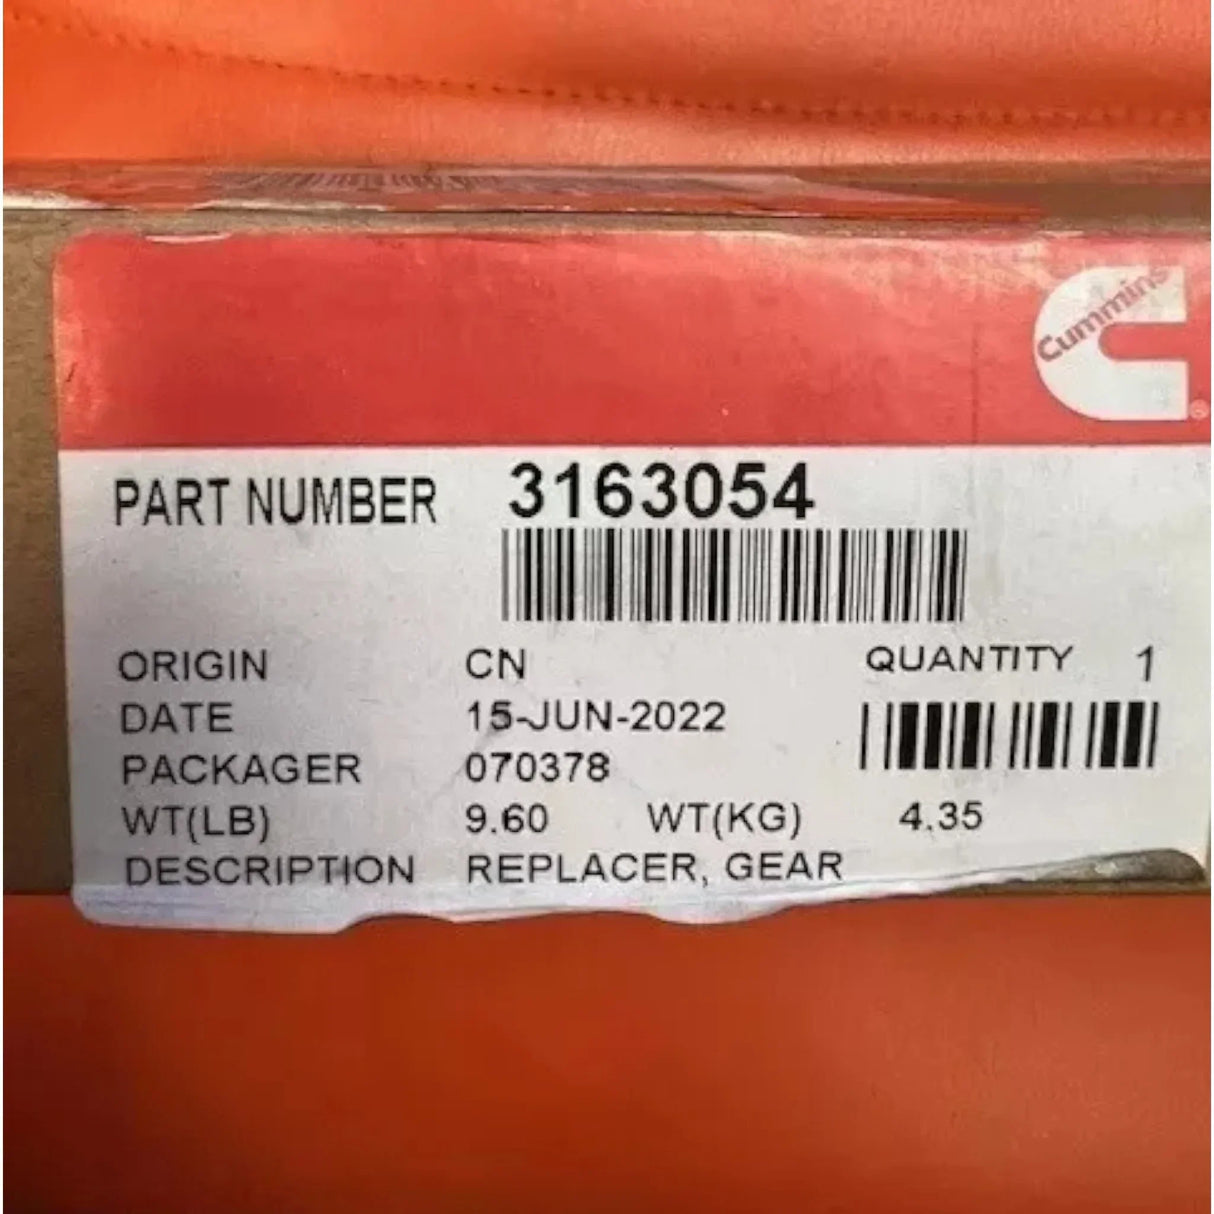 Cummins
PART NUMBER 3163054
ORIGIN CN QUANTITY 1
DATE 15-JUN-2022
PACKAGER 070378
WT(LB) 9.60 WT(KG) 4.35
DESCRIPTION REPLACER, GEAR